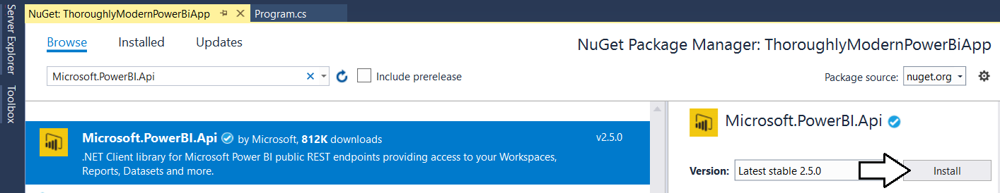 Server Explorer
Toolbox
NuGet: ThoroughlyModernPowerBiApp
Program.cs
Browse
Installed
Updates
NuGet Package Manager: ThoroughlyModernPowerBiApp
Microsoft.PowerBI.Api
Include prerelease
Package source:
nuget.org
Microsoft.PowerBI.Api by Microsoft, 812K downloads
v2.5.0
.NET Client library for Microsoft Power BI public REST endpoints providing access to your Workspaces,
Reports, Datasets and more.
Microsoft.PowerBI.Api
Version:
Latest stable 2.5.0
Install